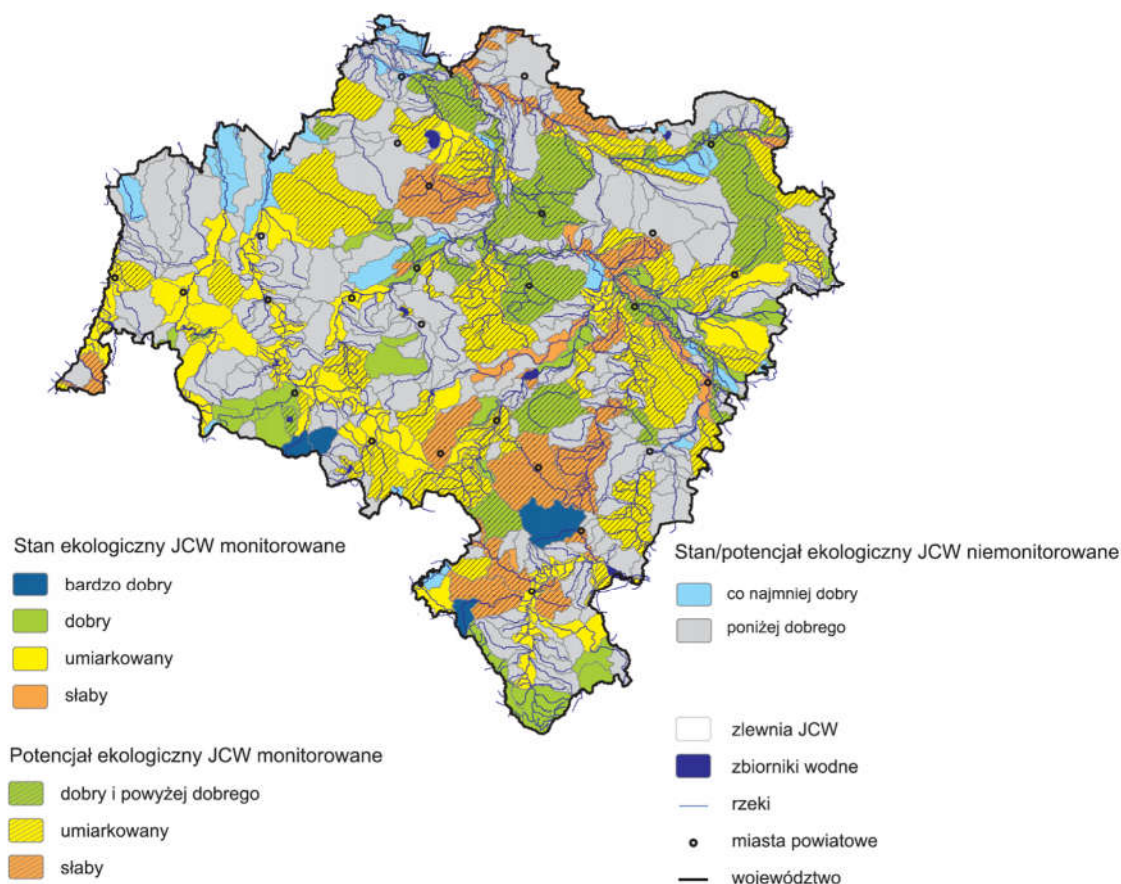 Stan ekologiczny JCW monitorowane
bardzo dobry
dobry
umiarkowany
słaby
Potencjał ekologiczny JCW monitorowane
dobry i powyżej dobrego
umiarkowany
słaby
Stan/potencjał ekologiczny JCW niemonitorowane
co najmniej dobry
poniżej dobrego
zlewnia JCW
zbiorniki wodne
rzeki
miasta powiatowe
województwo